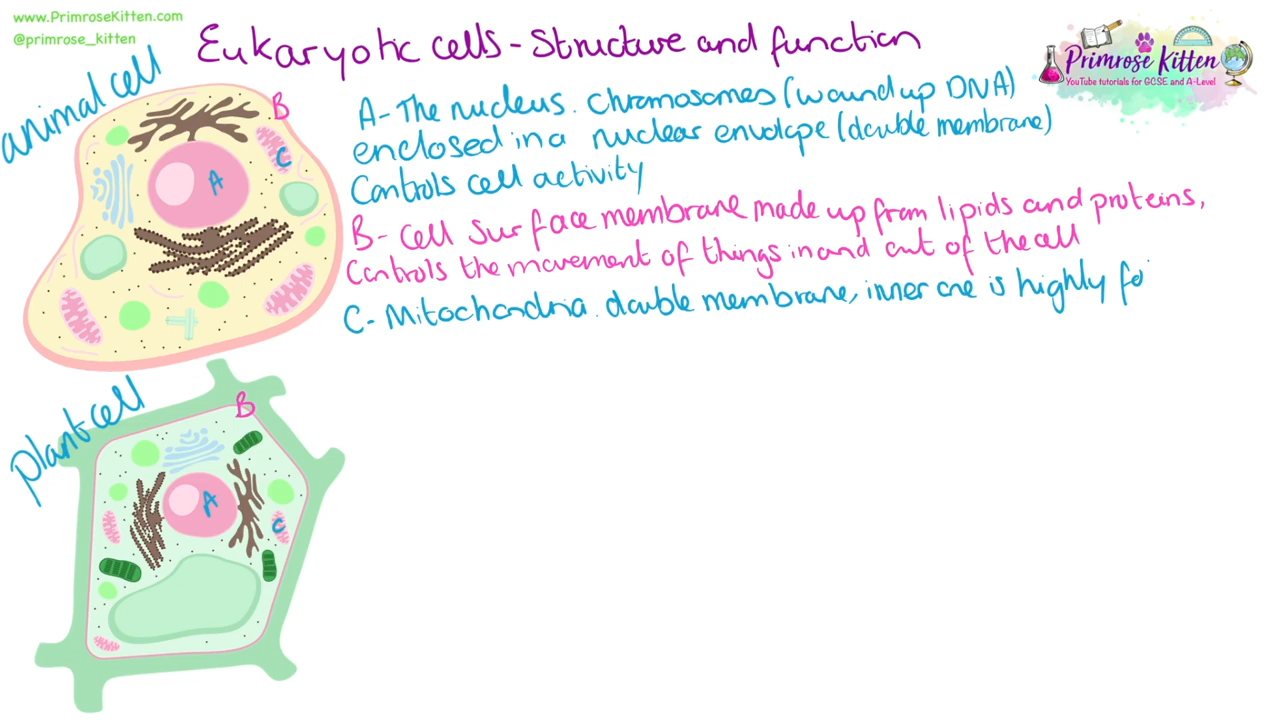 www.PrimroseKitten.com
@primrose_kitten
Eukaryotic cells - Structure and function
Primrose Kitten
YouTube tutorials for GCSE and A-Level
animal cell
B
C
A
A - The nucleus. Chromosomes (wound up DNA)
enclosed in a nuclear envelope (double membrane)
Controls cell activity
B - Cell surface membrane made up from lipids and proteins,
Controls the movement of things in and out of the cell
C - Mitochondria. double membrane, inner one is highly fo
plant cell
B
A
C